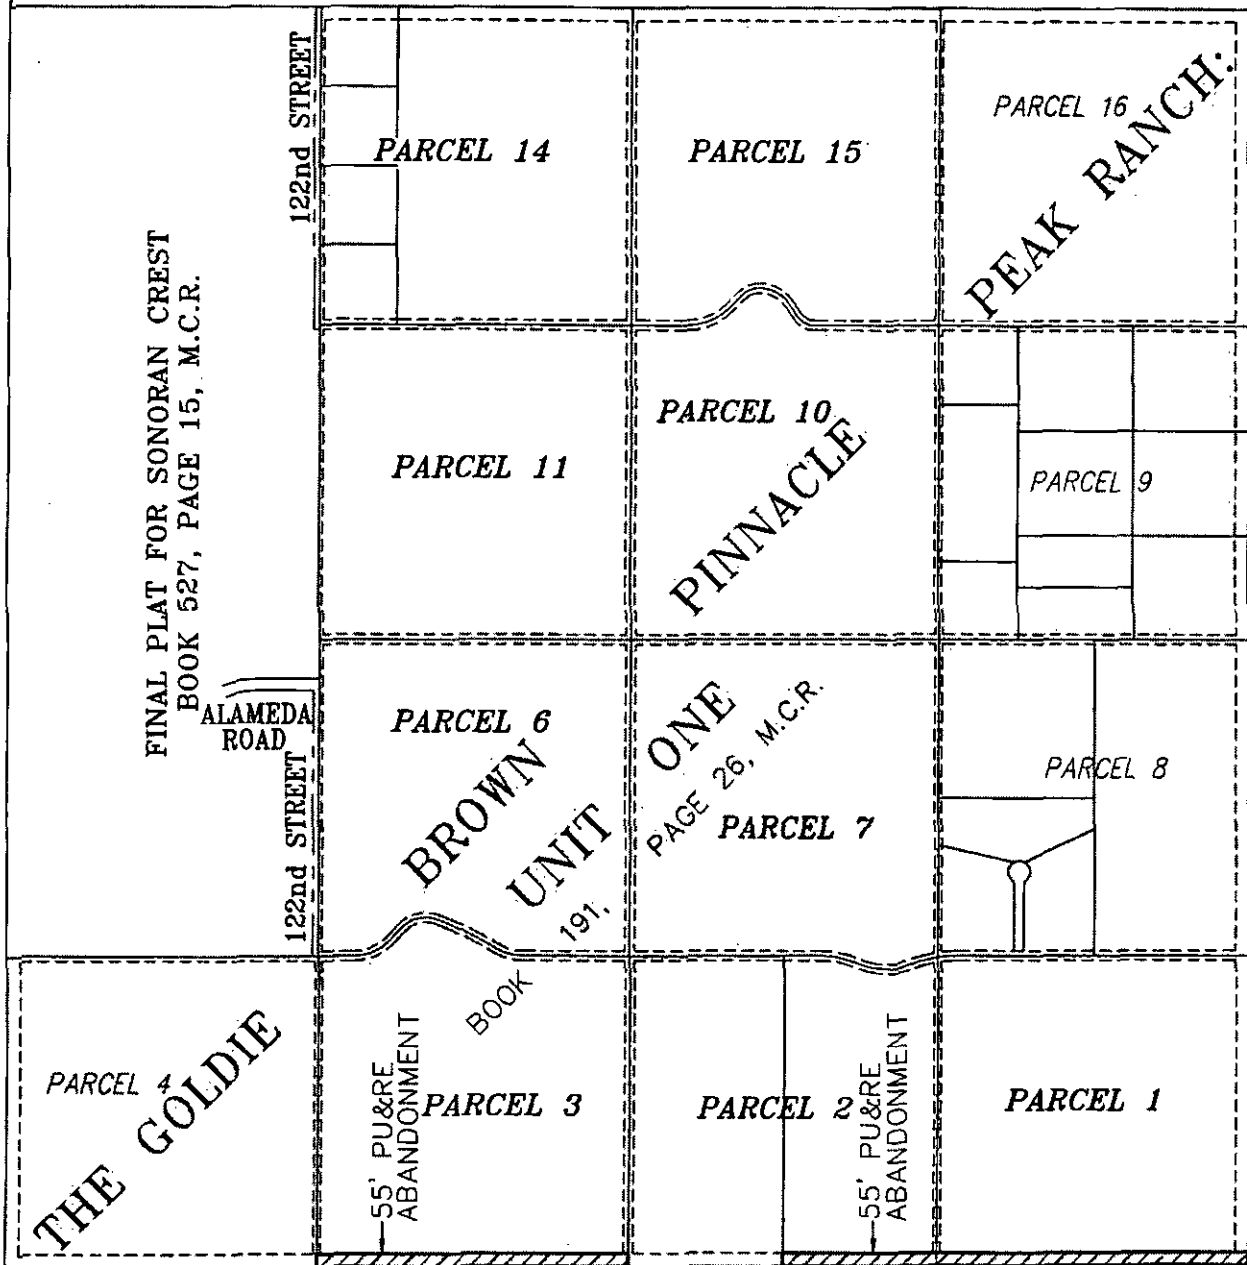 122nd STREET
PARCEL 14
PARCEL 15
PARCEL 16
FINAL PLAT FOR SONORAN CREST
BOOK 527, PAGE 15, M.C.R.
PARCEL 11
PARCEL 10
PARCEL 9
ALAMEDA
ROAD
122nd STREET
PARCEL 6
PARCEL 7
PARCEL 8
THE GOLDIE
BROWN
PINNACLE
PEAK RANCH:
UNIT ONE
BOOK 191, PAGE 26, M.C.R.
PARCEL 4
PARCEL 3
PARCEL 2
PARCEL 1
55' PU&RE
ABANDONMENT
55' PU&RE
ABANDONMENT